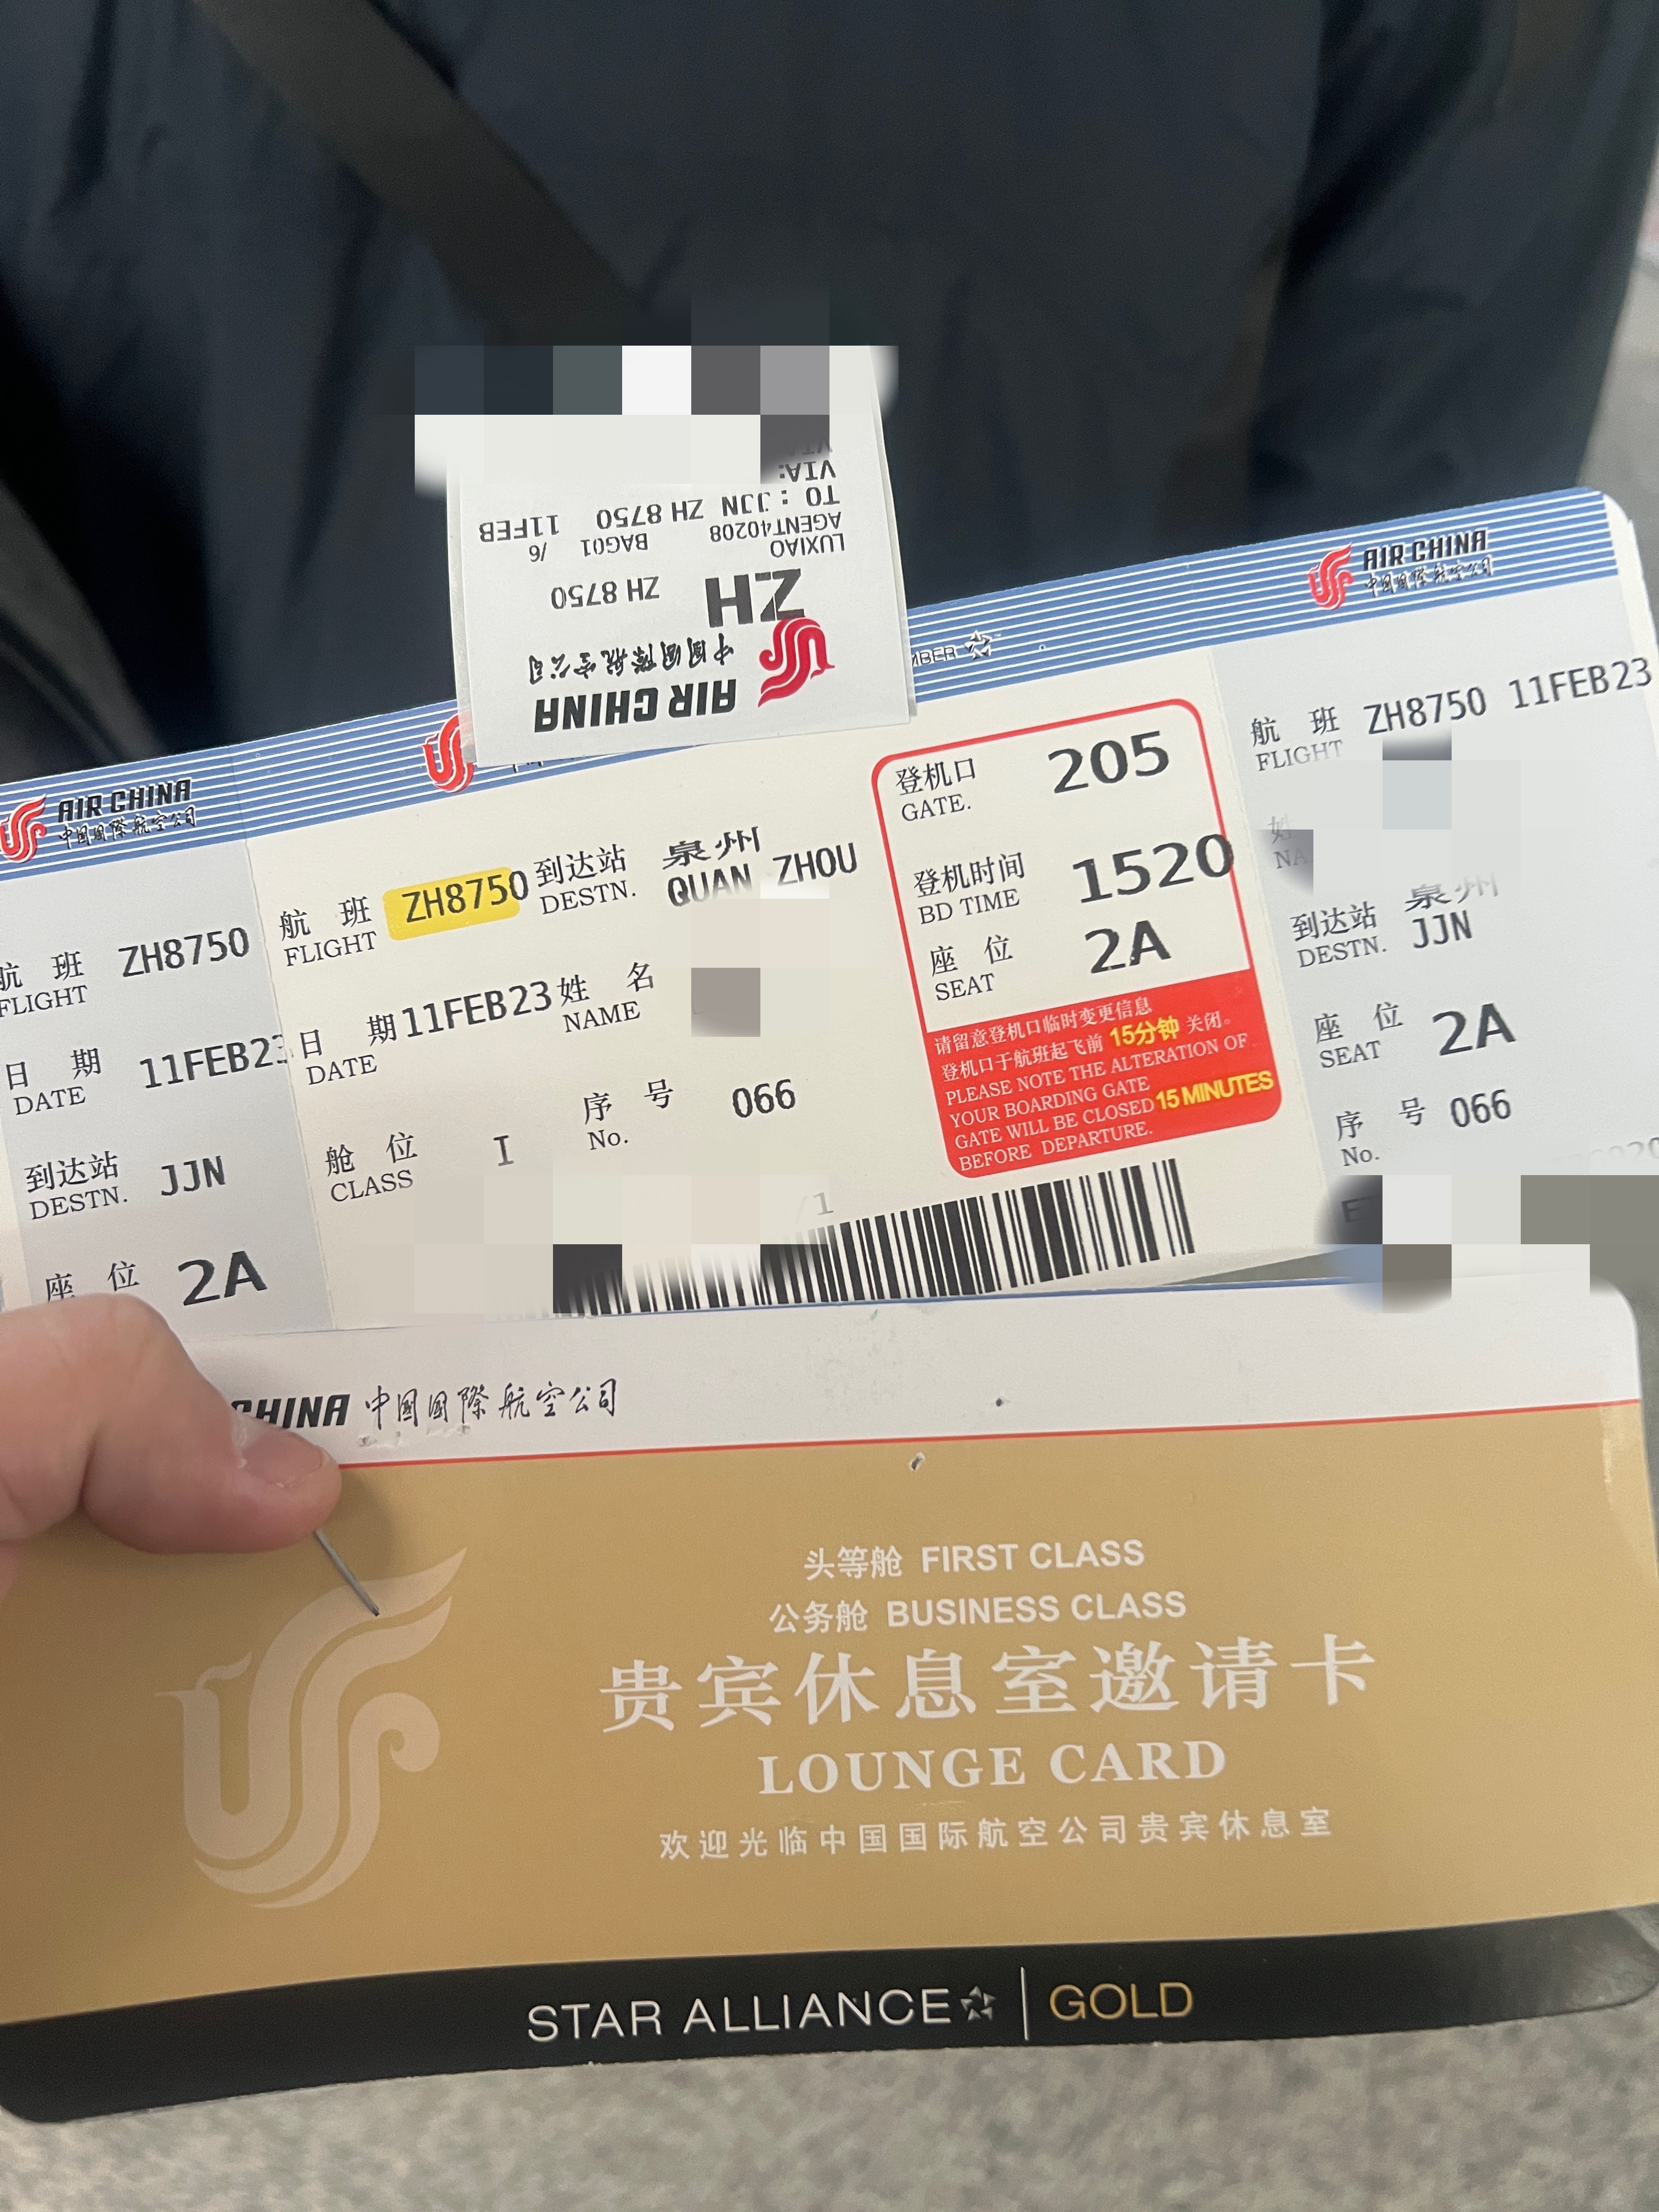 AIR CHINA
中国国際航空公司
ZH ZH 8750
LUXIAO
AGENT40208 BAG01 /6
TO : JJN ZH 8750 11FEB
VIA:
AIR CHINA
中国国際航空公司
航 班 ZH8750
FLIGHT
日 期 11FEB23
DATE
到达站 JJN
DESTN.
座 位 2A
航 班 ZH8750
FLIGHT
到达站 泉州
DESTN. QUAN ZHOU
日 期 11FEB23
DATE
姓 名
NAME
舱 位 I
CLASS
序 号 066
No.
登机口 205
GATE.
登机时间 1520
BD TIME
座 位 2A
SEAT
请留意登机口临时变更信息
登机口于航班起飞前 15分钟 关闭。
PLEASE NOTE THE ALTERATION OF
YOUR BOARDING GATE
GATE WILL BE CLOSED 15 MINUTES
BEFORE DEPARTURE.
AIR CHINA
中国国際航空公司
航 班 ZH8750 11FEB23
FLIGHT
到达站 泉州
DESTN. JJN
座 位 2A
SEAT
序 号 066
No.
CHINA 中国国際航空公司
头等舱 FIRST CLASS
公务舱 BUSINESS CLASS
贵宾休息室邀请卡
LOUNGE CARD
欢迎光临中国国际航空公司贵宾休息室
STAR ALLIANCE | GOLD